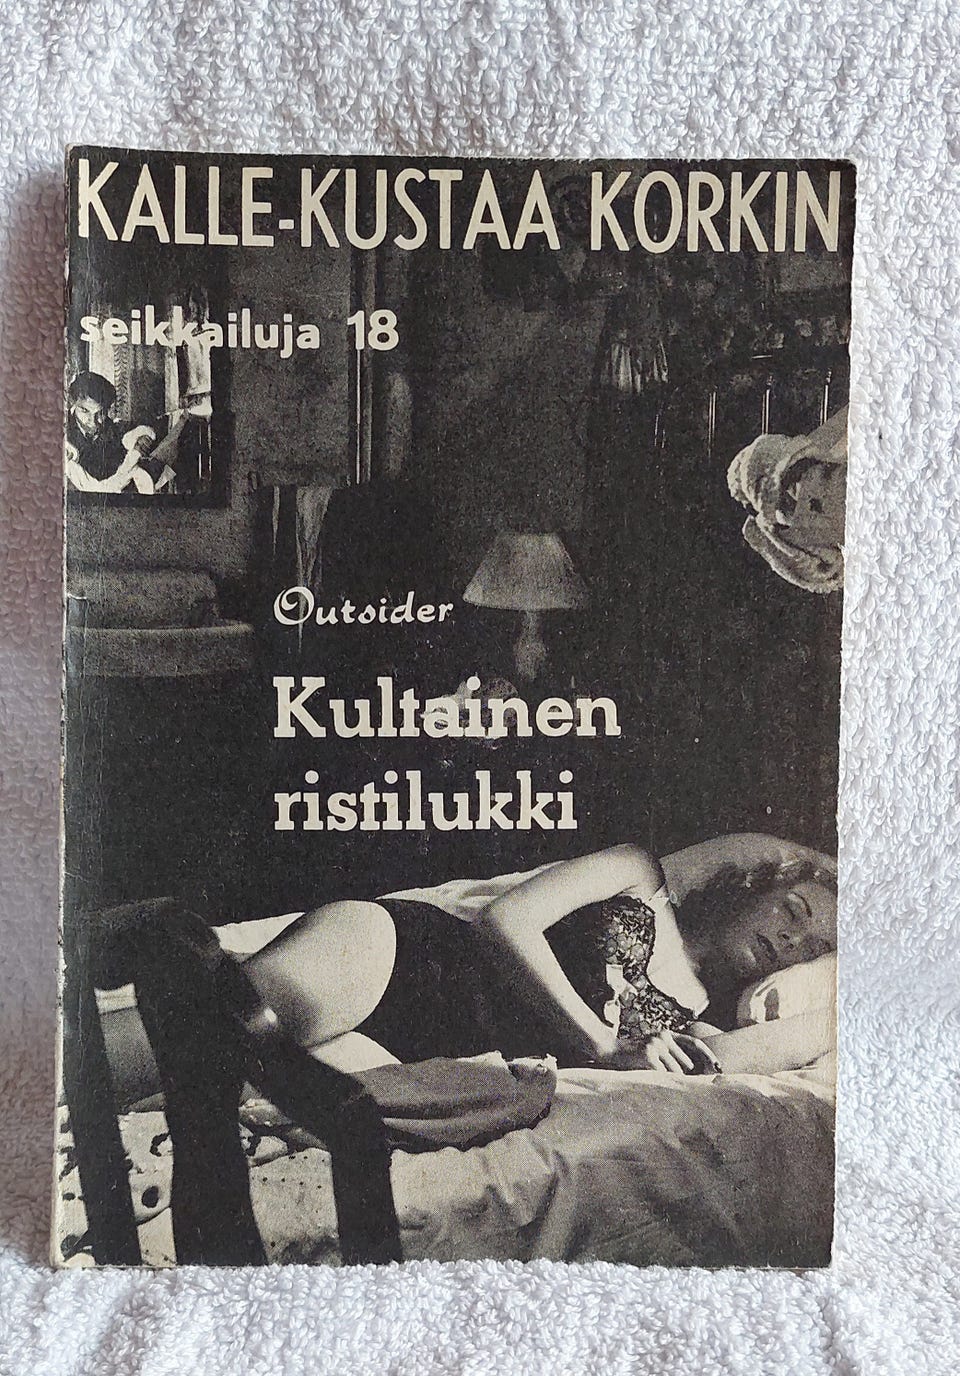 KALLE-KUSTAA KORKIN
seikkailuja 18
Outsider
Kultainen
ristilukki